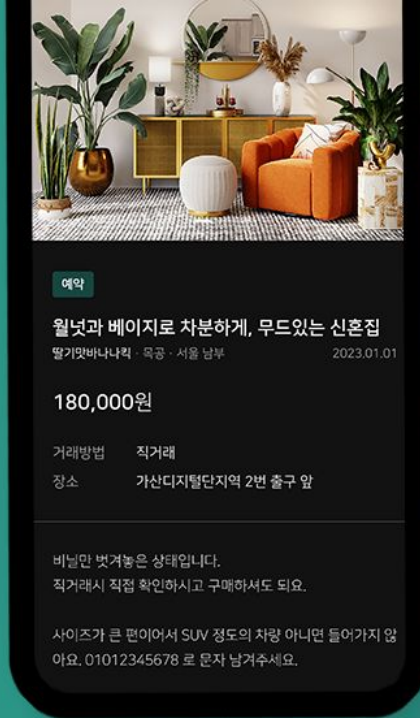 예약
월넛과 베이지로 차분하게, 무드있는 신혼집
딸기맛바나나킥 · 목공 · 서울 남부 2023.01.01
180,000원
거래방법 직거래
장소 가산디지털단지역 2번 출구 앞
비닐만 벗겨놓은 상태입니다.
직거래시 직접 확인하시고 구매하셔도 되요.
사이즈가 큰 편이어서 SUV 정도의 차량 아니면 들어가지 않
아요. 01012345678 로 문자 남겨주세요.